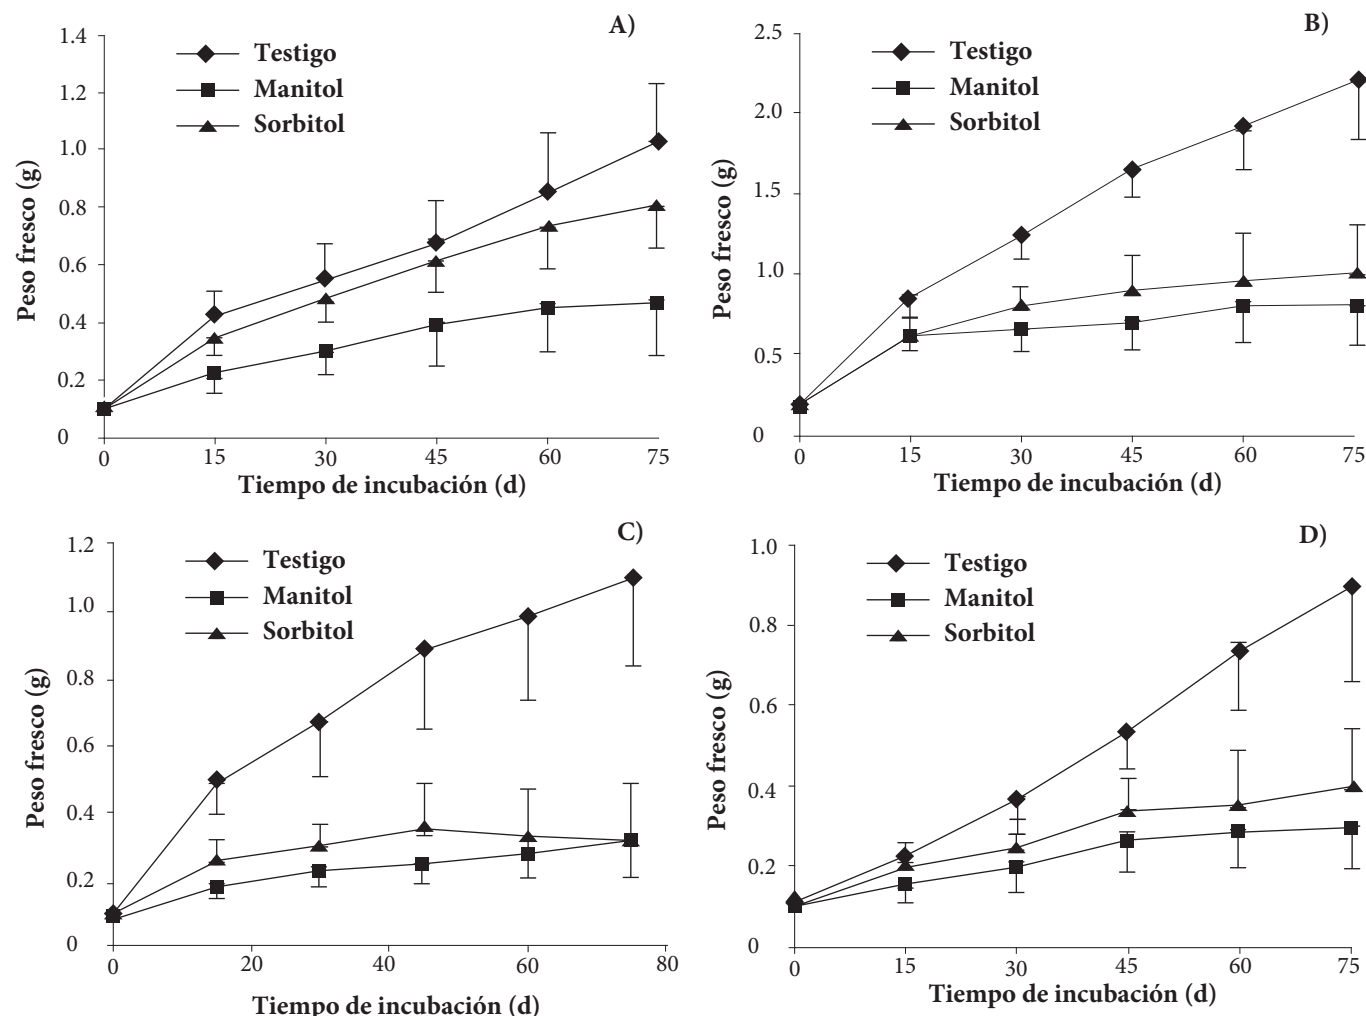 A)
Testigo
Manitol
Sorbitol
1.4
1.2
1.0
0.8
0.6
0.4
0.2
0
Peso fresco (g)
0 15 30 45 60 75
Tiempo de incubación (d)
B)
Testigo
Manitol
Sorbitol
2.5
2.0
1.5
1.0
0.5
0
Peso fresco (g)
0 15 30 45 60 75
Tiempo de incubación (d)
C)
Testigo
Manitol
Sorbitol
1.2
1.0
0.8
0.6
0.4
0.2
0
Peso fresco (g)
0 20 40 60 80
Tiempo de incubación (d)
D)
Testigo
Manitol
Sorbitol
1.0
0.8
0.6
0.4
0.2
0
Peso fresco (g)
0 15 30 45 60 75
Tiempo de incubación (d)